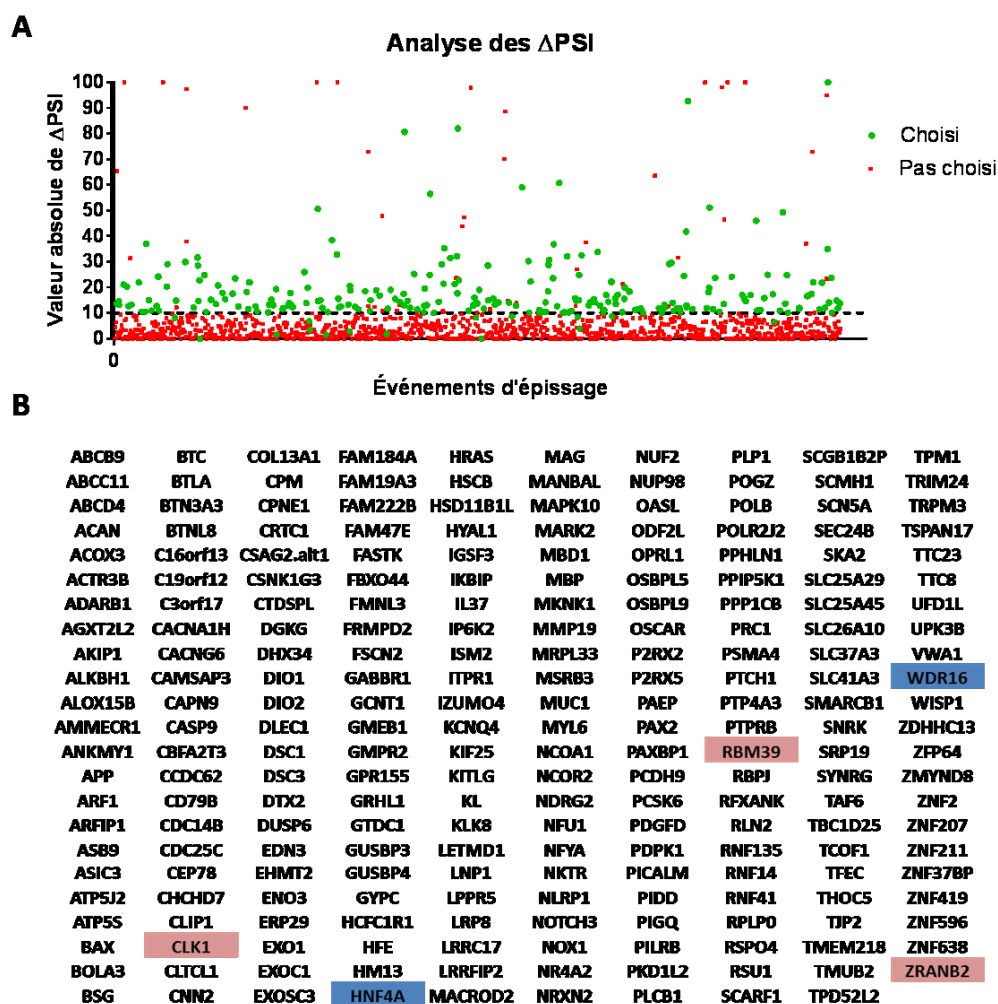 A
Analyse des ΔPSI
100
90
80
70
60
50
40
30
20
10
0
0
Valeur absolue de ΔPSI
Événements d'épissage
Choisi
Pas choisi
B
ABCB9 BTC COL13A1 FAM184A HRAS MAG NUF2 PLP1 SCGB1B2P TPM1
ABCC11 BTLA CPM FAM19A3 HSCB MANBAL NUP98 POGZ SCMH1 TRIM24
ABCD4 BTN3A3 CPNE1 FAM222B HSD11B1L MAPK10 OASL POLB SCN5A TRPM3
ACAN BTNL8 CRTC1 FAM47E HYAL1 MARK2 ODF2L POLR2J2 SEC24B TSPAN17
ACOX3 C16orf13 CSAG2.alt1 FASTK IGSF3 MBD1 OPRL1 PPHLN1 SKA2 TTC23
ACTR3B C19orf12 CSNK1G3 FBXO44 IKBIP MBP OSBPL5 PPIP5K1 SLC25A29 TTC8
ADARB1 C3orf17 CTDSPL FMNL3 IL37 MKNK1 OSBPL9 PPP1CB SLC25A45 UFD1L
AGXT2L2 CACNA1H DGKG FRMPD2 IP6K2 MMP19 OSCAR PRC1 SLC26A10 UPK3B
AKIP1 CACNG6 DHX34 FSCN2 ISM2 MRPL33 P2RX2 PSMA4 SLC37A3 VWA1
ALKBH1 CAMSAP3 DIO1 GABBR1 ITPR1 MSRB3 P2RX5 PTCH1 SLC41A3 WDR16
ALOX15B CAPN9 DIO2 GCNT1 IZUMO4 MUC1 PAEP PTP4A3 SMARCB1 WISP1
AMMECR1 CASP9 DLEC1 GMEB1 KCNQ4 MYL6 PAX2 PTPRB SNRK ZDHHC13
ANKMY1 CBFA2T3 DSC1 GMPR2 KIF25 NCOA1 PAXBP1 RBM39 SRP19 ZFP64
APP CCDC62 DSC3 GPR155 KITLG NCOR2 PCDH9 RBPJ SYNRG ZMYND8
ARF1 CD79B DTX2 GRHL1 KL NDRG2 PCSK6 RFXANK TAF6 ZNF2
ARFIP1 CDC14B DUSP6 GTDC1 KLK8 NFU1 PDGFD RLN2 TBC1D25 ZNF207
ASB9 CDC25C EDN3 GUSBP3 LETMD1 NFYA PDPK1 RNF135 TCOF1 ZNF211
ASIC3 CEP78 EHMT2 GUSBP4 LNP1 NKTR PICALM RNF14 TFEC ZNF37BP
ATP5J2 CHCHD7 ENO3 GYPC LPPR5 NLRP1 PIDD RNF41 THOC5 ZNF419
ATP5S CLIP1 ERP29 HCFC1R1 LRP8 NOTCH3 PIGQ RPLP0 TJP2 ZNF596
BAX CLK1 EXO1 HFE LRRC17 NOX1 PILRB RSPO4 TMEM218 ZNF638
BOLA3 CLTCL1 EXOC1 HM13 LRRFIP2 NR4A2 PKD1L2 RSU1 TMUB2 ZRANB2
BSG CNN2 EXOSC3 HNF4A MACROD2 NRXN2 PLCB1 SCARF1 TPD52L2